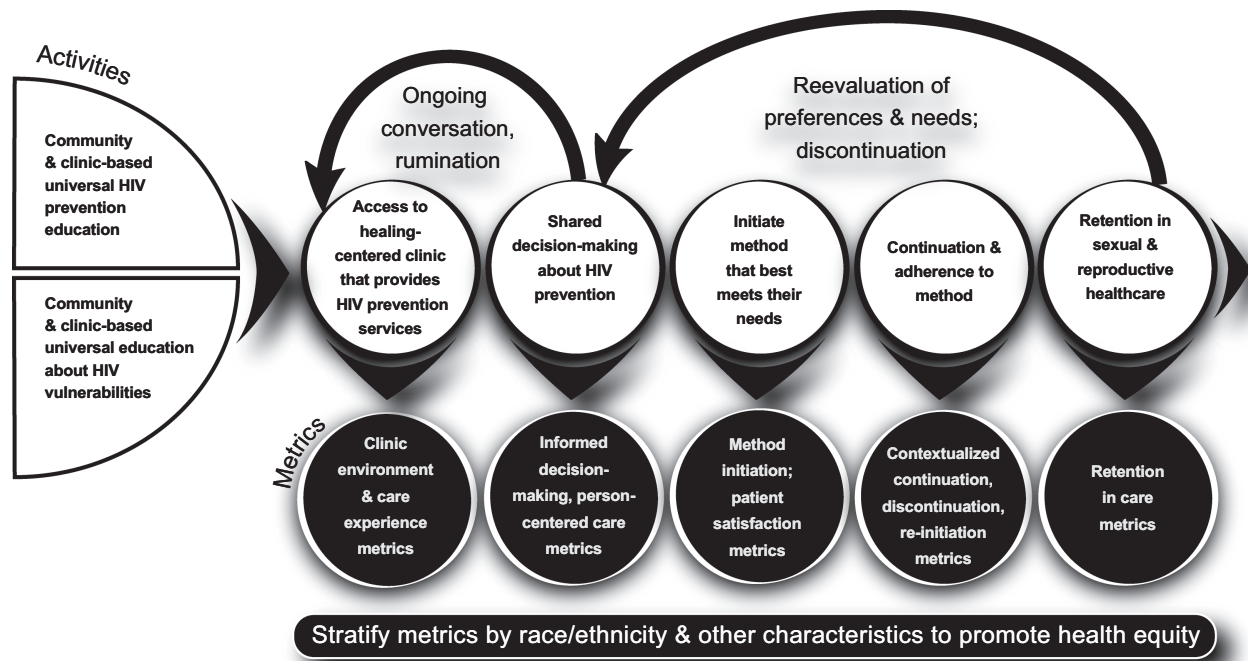 Activities
Community
& clinic-based
universal HIV
prevention
education
Community
& clinic-based
universal education
about HIV
vulnerabilities
Ongoing
conversation,
rumination
Reevaluation of
preferences & needs;
discontinuation
Access to
healing-
centered clinic
that provides
HIV prevention
services
Shared
decision-making
about HIV
prevention
Initiate
method
that best
meets their
needs
Continuation &
adherence to
method
Retention in
sexual &
reproductive
healthcare
Metrics
Clinic
environment
& care
experience
metrics
Informed
decision-
making, person-
centered care
metrics
Method
initiation;
patient
satisfaction
metrics
Contextualized
continuation,
discontinuation,
re-initiation
metrics
Retention
in care
metrics
Stratify metrics by race/ethnicity & other characteristics to promote health equity